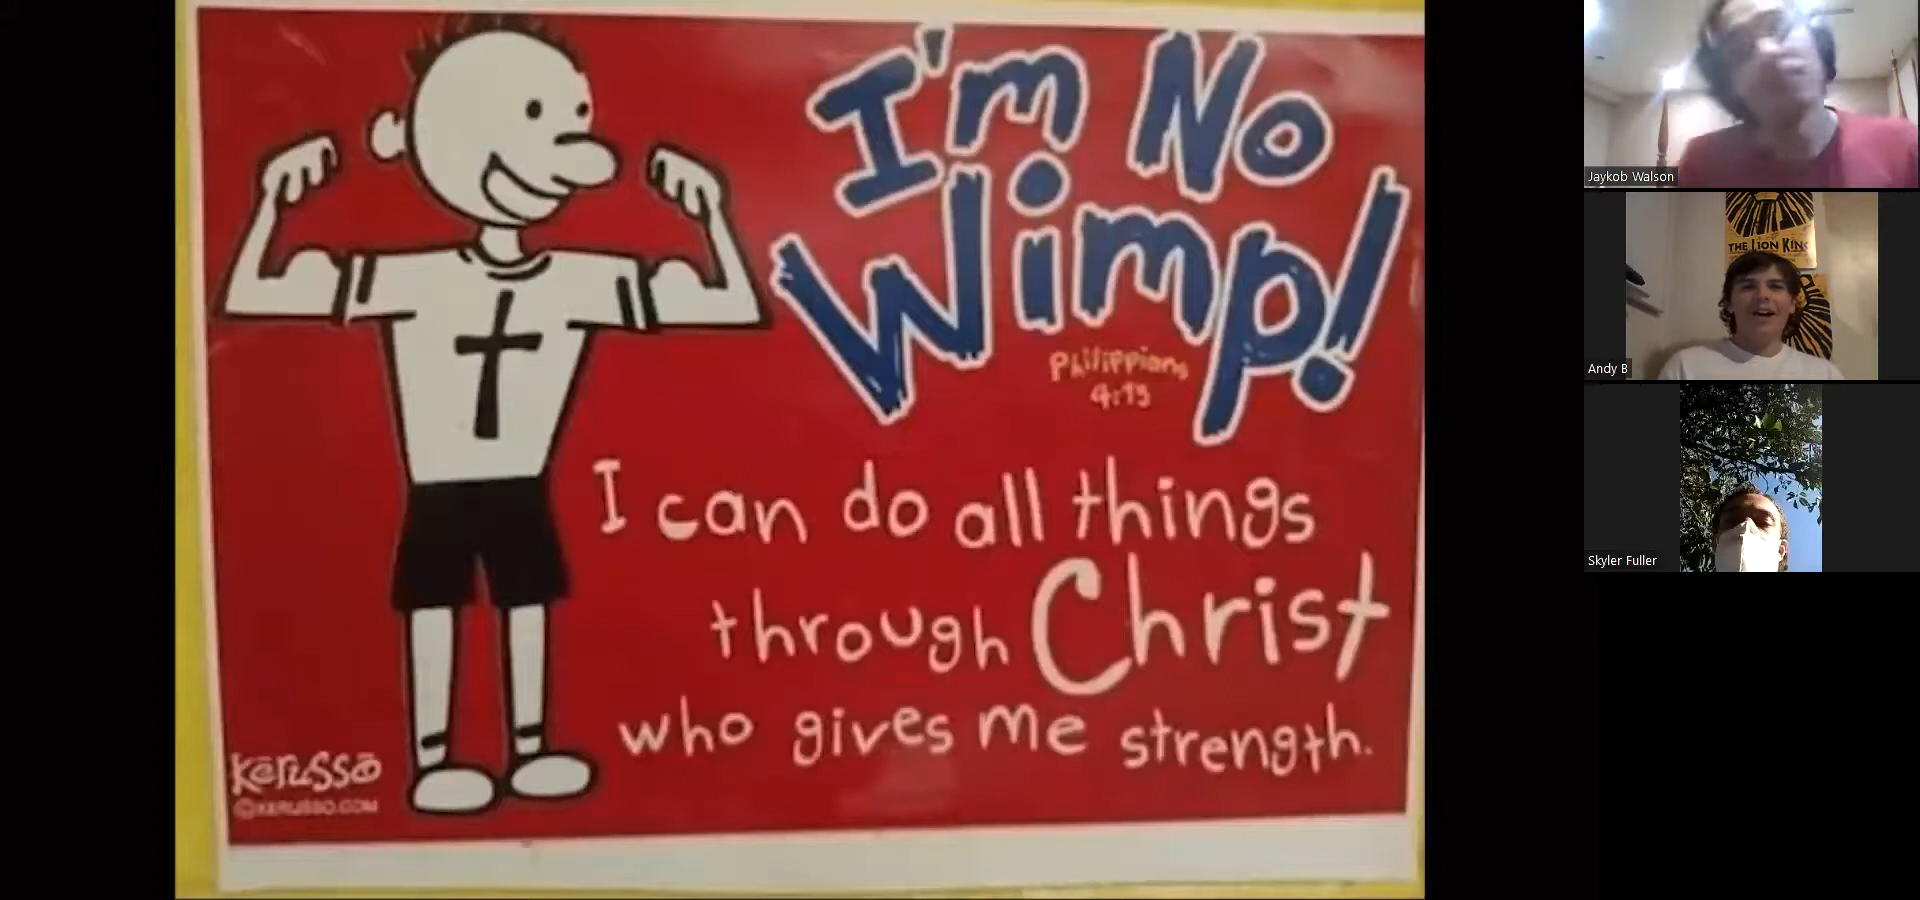 I'm No
Wimp!
Philippians
4:13
I can do all things
through Christ
who gives me strength.
Kerusso
©KERUSSO.COM
Jaykob Walson
THE LION KING
Andy B
Skyler Fuller